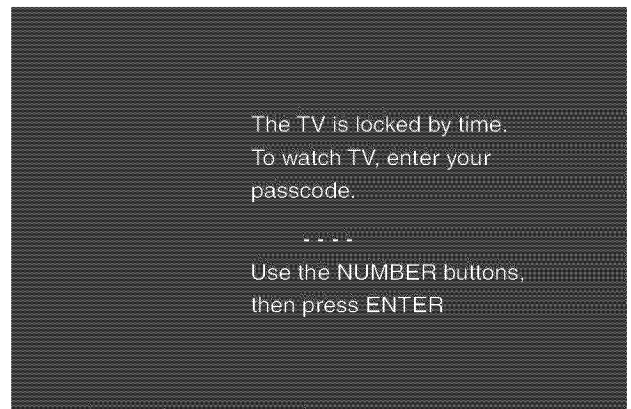 The TV is locked by time.
To watch TV, enter your
passcode.
- - - -
Use the NUMBER buttons,
then press ENTER